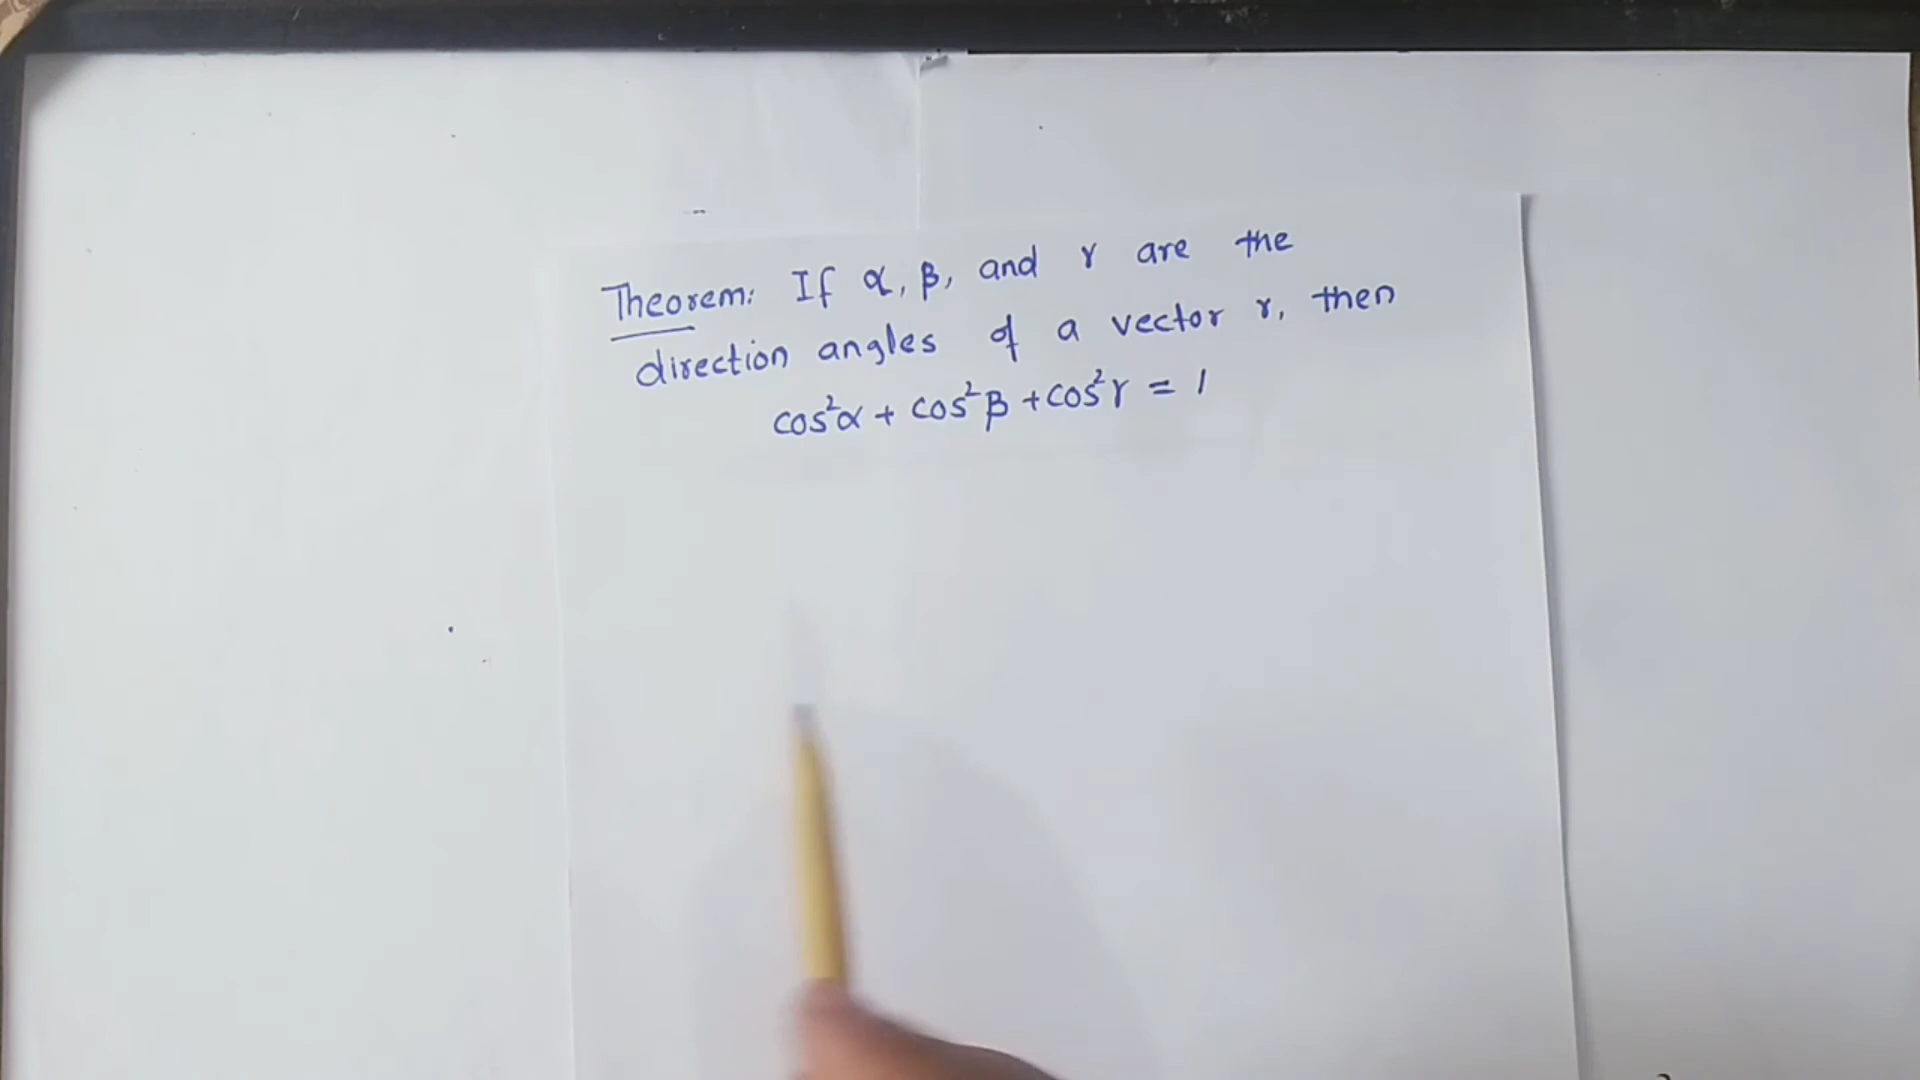 Theorem: If α, β, and γ are the
direction angles of a vector r, then
cos²α + cos²β + cos²γ = 1